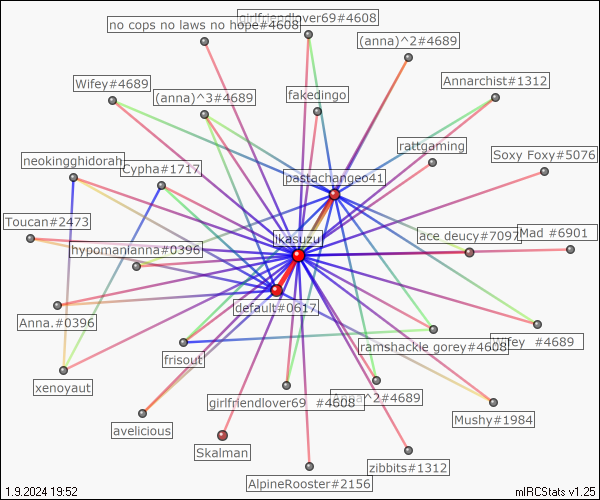 girlfriendlover69#4608
no cops no laws no hope#4608
(anna)^2#4689
Wifey#4689
Annarchist#1312
(anna)^3#4689
fakedingo
rattgaming
neokingghidorah
Cypha#1717
Soxy Foxy#5076
pastachangeo41
Toucan#2473
ikasuzu
ace deucy#7097
Mad #6901
hypomanianna#0396
default#0617
Anna.#0396
frisout
ramshackle gorey#4608
Wifey  #4689
xenoyaut
girlfriendlover69  #4608
Anna^2#4689
Mushy#1984
avelicious
Skalman
zibbits#1312
AlpineRooster#2156
1.9.2024 19:52
mIRCStats v1.25